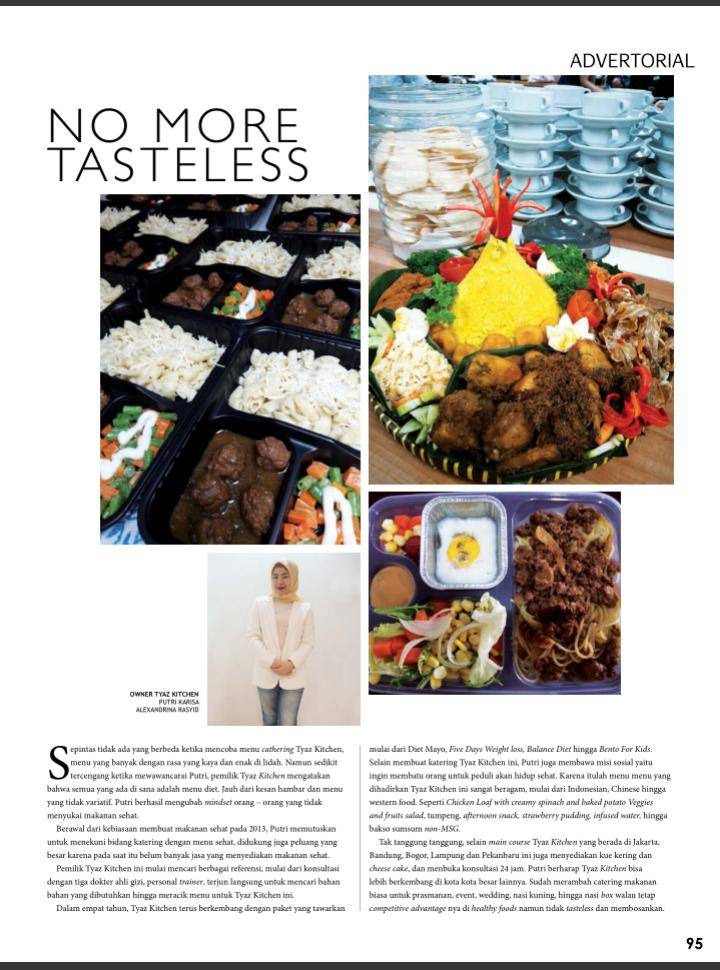 ADVERTORIAL
NO MORE
TASTELESS
OWNER TYAZ KITCHEN
PUTRI KARISA
ALEXANDRINA RASYID
Sepintas tidak ada yang berbeda ketika mencoba menu cathering Tyaz Kitchen,
menu yang banyak dengan rasa yang kaya dan enak di lidah. Namun sedikit
tercengang ketika mewawancarai Putri, pemilik Tyaz Kitchen mengatakan
bahwa semua yang ada di sana adalah menu diet. Jauh dari kesan hambar dan menu
yang tidak variatif. Putri berhasil mengubah mindset orang – orang yang tidak
menyukai makanan sehat.
Berawal dari kebiasaan membuat makanan sehat pada 2013, Putri memutuskan
untuk menekuni bidang katering dengan menu sehat, didukung juga peluang yang
besar karena pada saat itu belum banyak jasa yang menyediakan makanan sehat.
Pemilik Tyaz Kitchen ini mulai mencari berbagai referensi, mulai dari konsultasi
dengan tiga dokter ahli gizi, personal trainer, terjun langsung untuk mencari bahan
bahan yang dibutuhkan hingga meracik menu untuk Tyaz Kitchen ini.
Dalam empat tahun, Tyaz Kitchen terus berkembang dengan paket yang tawarkan
mulai dari Diet Mayo, Five Days Weight loss, Balance Diet hingga Bento For Kids.
Selain membuat katering Tyaz Kitchen ini, Putri juga membawa misi sosial yaitu
ingin membatu orang untuk peduli akan hidup sehat. Karena itulah menu menu yang
dihadirkan Tyaz Kitchen ini sangat beragam, mulai dari Indonesian, Chinese hingga
western food. Seperti Chicken Loaf with creamy spinach and baked potato Veggies
and fruits salad, tumpeng, afternoon snack, strawberry pudding, infused water, hingga
bakso sumsum non-MSG.
Tak tanggung tanggung, selain main course Tyaz Kitchen yang berada di Jakarta,
Bandung, Bogor, Lampung dan Pekanbaru ini juga menyediakan kue kering dan
cheese cake, dan menbuka konsultasi 24 jam. Putri berharap Tyaz Kitchen bisa
lebih berkembang di kota kota besar lainnya. Sudah merambah catering makanan
biasa untuk prasmanan, event, wedding, nasi kuning, hingga nasi box walau tetap
competitive advantage nya di healthy foods namun tidak tasteless dan membosankan.
95